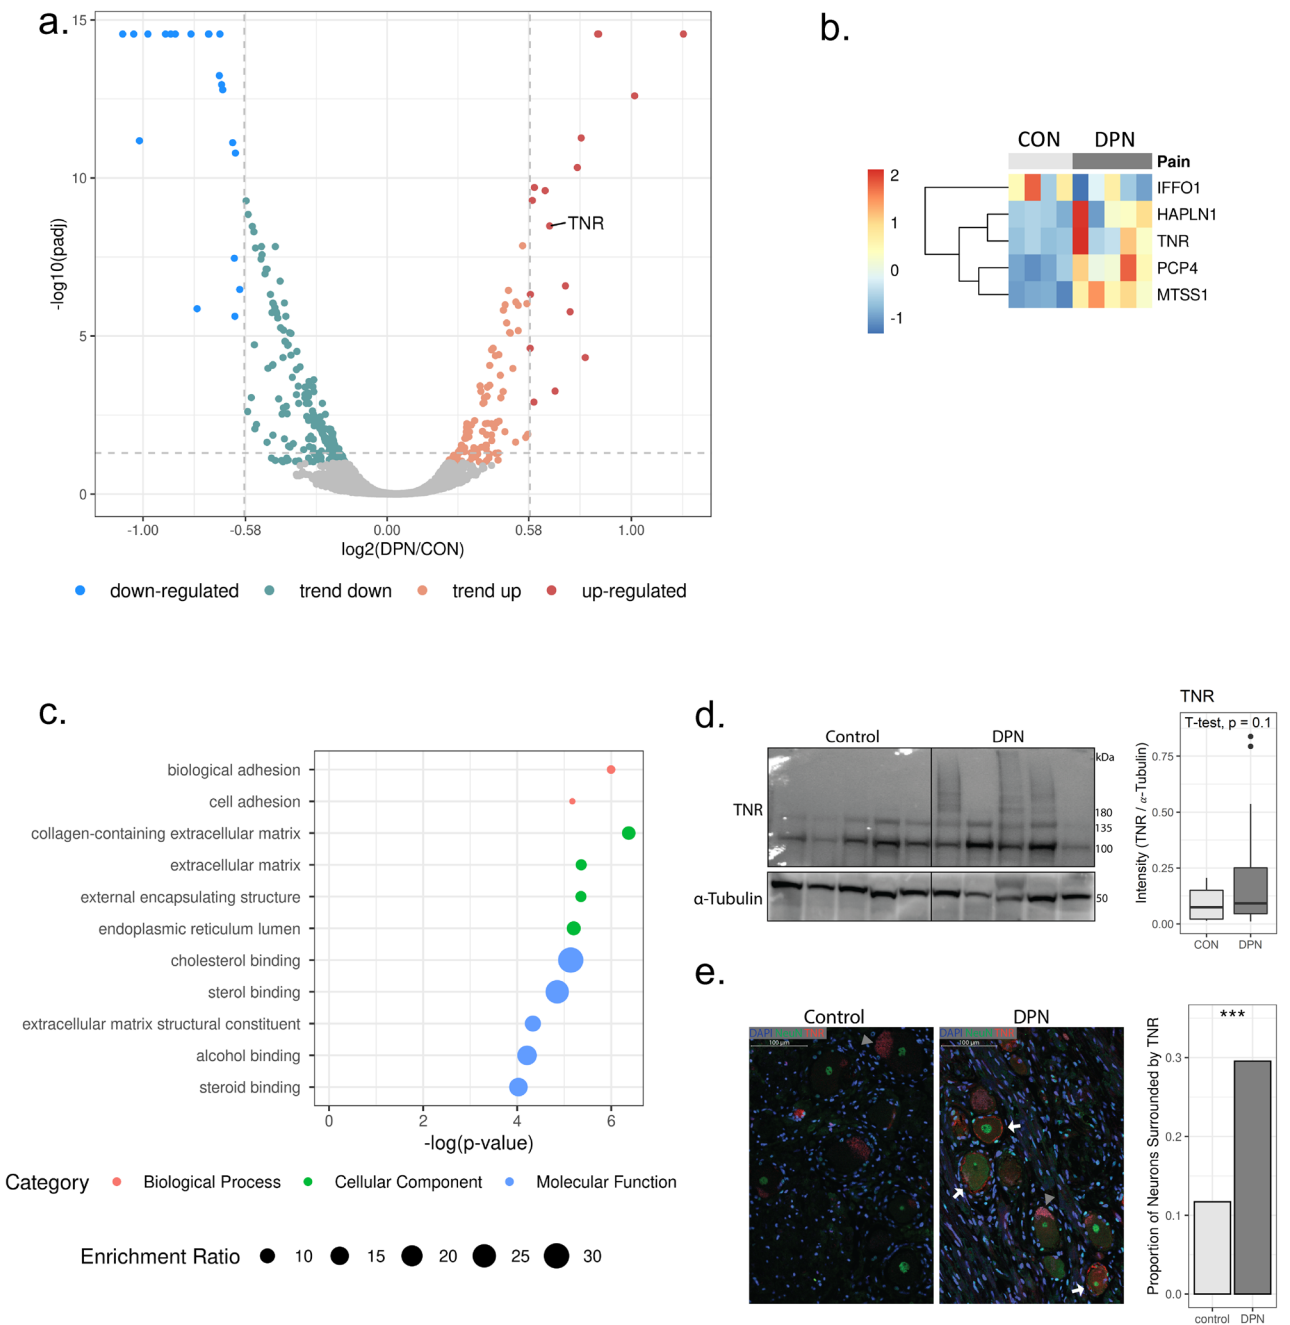 a.
15
10
5
0
-log10(padj)
TNR
-1.00
-0.58
0.00
0.58
1.00
log2(DPN/CON)
down-regulated
trend down
trend up
up-regulated
b.
CON
DPN
Pain
2
1
0
-1
IFFO1
HAPLN1
TNR
PCP4
MTSS1
c.
biological adhesion
cell adhesion
collagen-containing extracellular matrix
extracellular matrix
external encapsulating structure
endoplasmic reticulum lumen
cholesterol binding
sterol binding
extracellular matrix structural constituent
alcohol binding
steroid binding
0
2
4
6
-log(p-value)
Category
Biological Process
Cellular Component
Molecular Function
Enrichment Ratio
10
15
20
25
30
d.
Control
DPN
kDa
TNR
180
135
100
α-Tubulin
50
TNR
T-test, p = 0.1
Intensity (TNR / α-Tubulin)
0.75
0.50
0.25
0.00
CON
DPN
e.
Control
DPN
DAPI
100 µm
DAPI
100 µm
***
Proportion of Neurons Surrounded by TNR
0.3
0.2
0.1
0.0
control
DPN